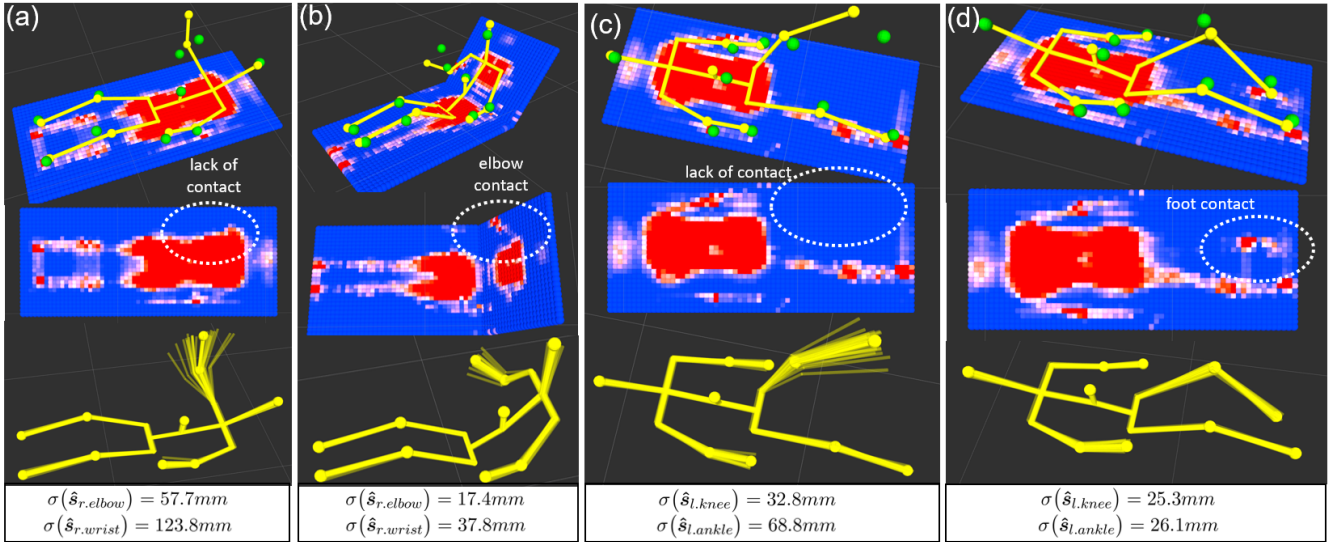 (a)
lack of
contact
σ(ŝ_{r.elbow}) = 57.7mm
σ(ŝ_{r.wrist}) = 123.8mm
(b)
elbow
contact
σ(ŝ_{r.elbow}) = 17.4mm
σ(ŝ_{r.wrist}) = 37.8mm
(c)
lack of contact
σ(ŝ_{l.knee}) = 32.8mm
σ(ŝ_{l.ankle}) = 68.8mm
(d)
foot contact
σ(ŝ_{l.knee}) = 25.3mm
σ(ŝ_{l.ankle}) = 26.1mm